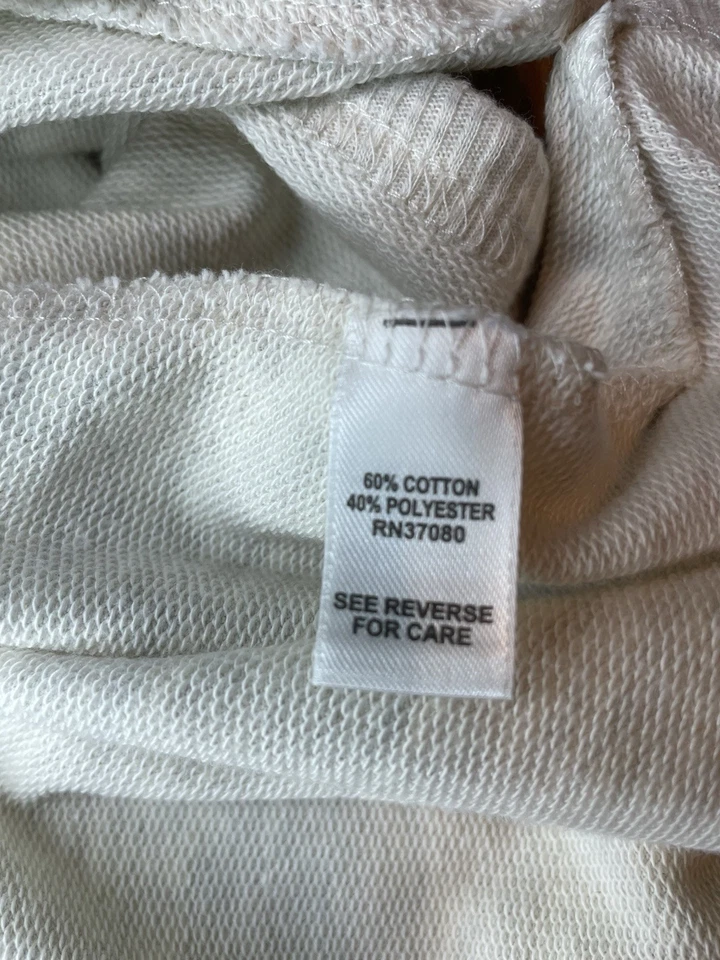 60% COTTON
40% POLYESTER
RN37080
SEE REVERSE
FOR CARE